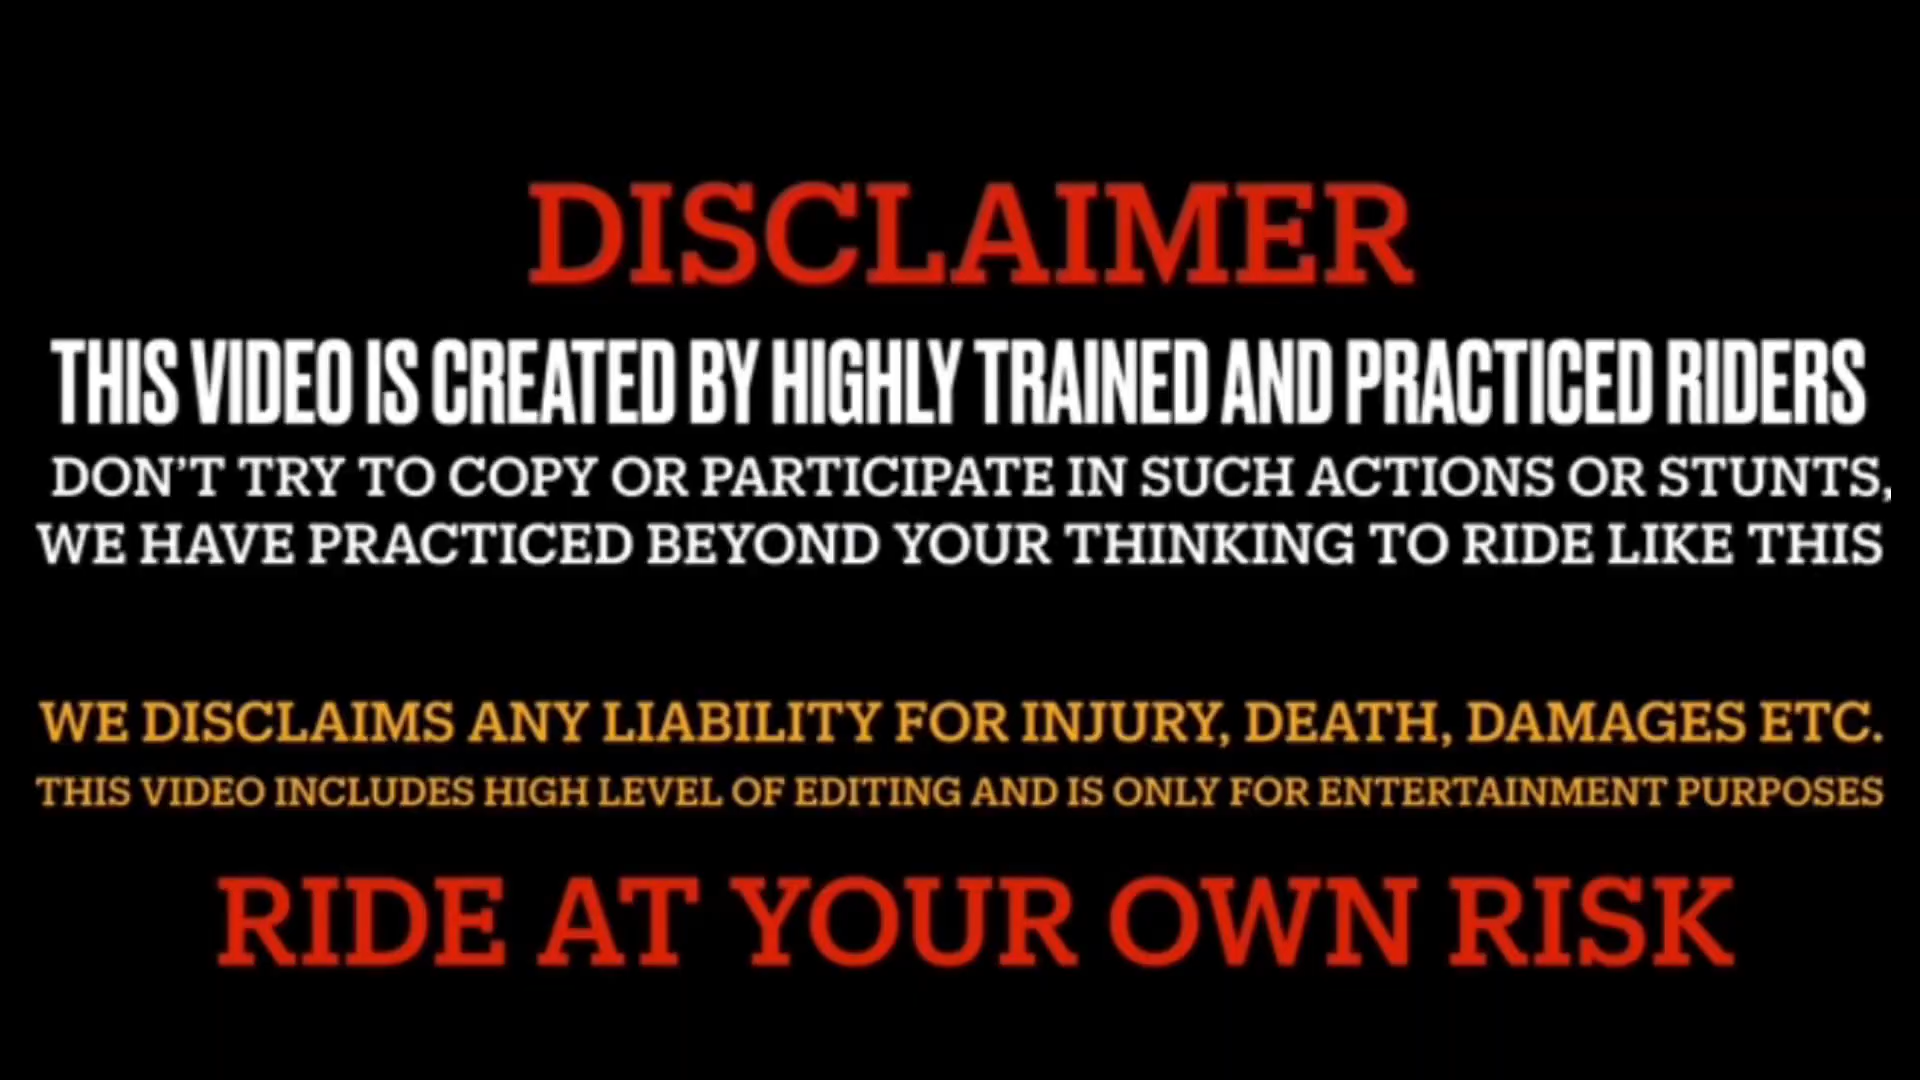 DISCLAIMER
THIS VIDEO IS CREATED BY HIGHLY TRAINED AND PRACTICED RIDERS
DON'T TRY TO COPY OR PARTICIPATE IN SUCH ACTIONS OR STUNTS,
WE HAVE PRACTICED BEYOND YOUR THINKING TO RIDE LIKE THIS
WE DISCLAIMS ANY LIABILITY FOR INJURY, DEATH, DAMAGES ETC.
THIS VIDEO INCLUDES HIGH LEVEL OF EDITING AND IS ONLY FOR ENTERTAINMENT PURPOSES
RIDE AT YOUR OWN RISK